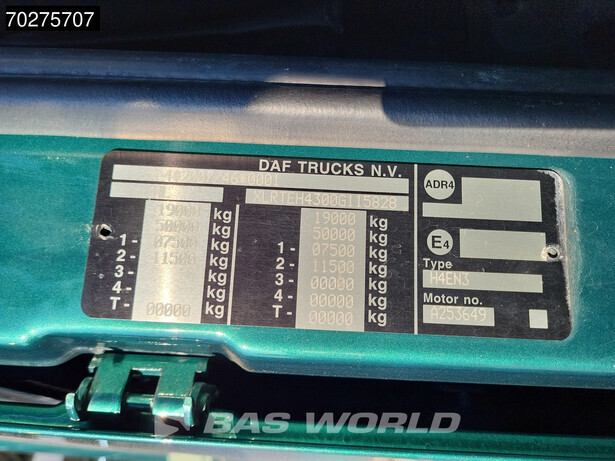 70275707
DAF TRUCKS N.V.
XLRTEH4300G115828
19000 kg 19000 kg
50000 kg 50000 kg
1- 07500 kg 1- 07500 kg
2- 11500 kg 2- 11500 kg
3- kg 3- 00000 kg
4- kg 4- 00000 kg
T- 00000 kg T- 00000 kg
ADR4
E4
Type
H4EN3
Motor no.
A253649
BAS WORLD